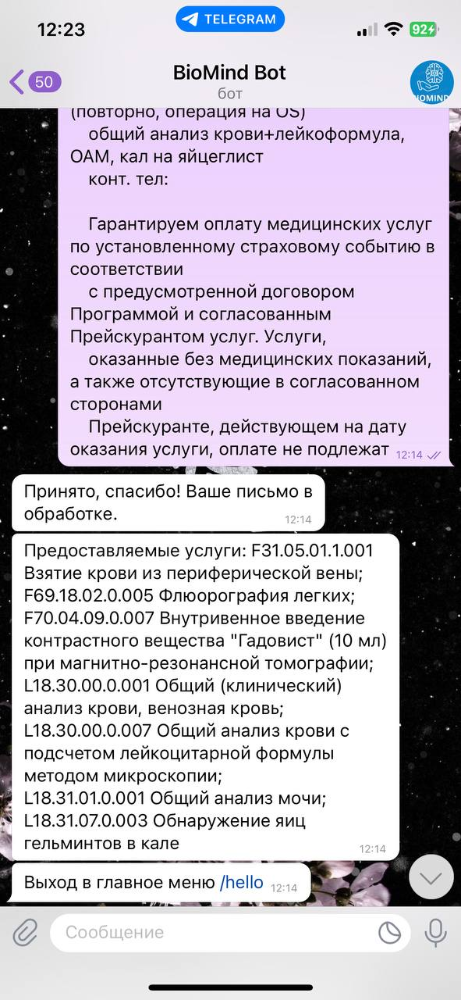 12:23
TELEGRAM
92
50
BioMind Bot
бот
BIOMIND
(повторно, операция на OS)
общий анализ крови+лейкоформула,
ОАМ, кал на яйцеглист
конт. тел:
Гарантируем оплату медицинских услуг
по установленному страховому событию в
соответствии
с предусмотренной договором
Программой и согласованным
Прейскурантом услуг. Услуги,
оказанные без медицинских показаний,
а также отсутствующие в согласованном
сторонами
Прейскуранте, действующем на дату
оказания услуги, оплате не подлежат 12:14
Принято, спасибо! Ваше письмо в
обработке. 12:14
Предоставляемые услуги: F31.05.01.1.001
Взятие крови из периферической вены;
F69.18.02.0.005 Флюорография легких;
F70.04.09.0.007 Внутривенное введение
контрастного вещества "Гадовист" (10 мл)
при магнитно-резонансной томографии;
L18.30.00.0.001 Общий (клинический)
анализ крови, венозная кровь;
L18.30.00.0.007 Общий анализ крови с
подсчетом лейкоцитарной формулы
методом микроскопии;
L18.31.01.0.001 Общий анализ мочи;
L18.31.07.0.003 Обнаружение яиц
гельминтов в кале 12:14
Выход в главное меню /hello 12:14
Сообщение